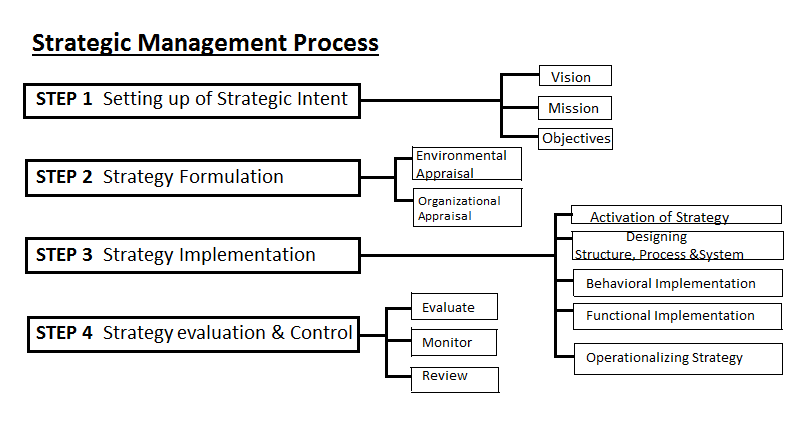 Strategic Management Process
STEP 1 Setting up of Strategic Intent
Vision
Mission
Objectives
STEP 2 Strategy Formulation
Environmental
Appraisal
Organizational
Appraisal
STEP 3 Strategy Implementation
Activation of Strategy
Designing
Structure, Process &System
Behavioral Implementation
Functional Implementation
Operationalizing Strategy
STEP 4 Strategy evaluation & Control
Evaluate
Monitor
Review